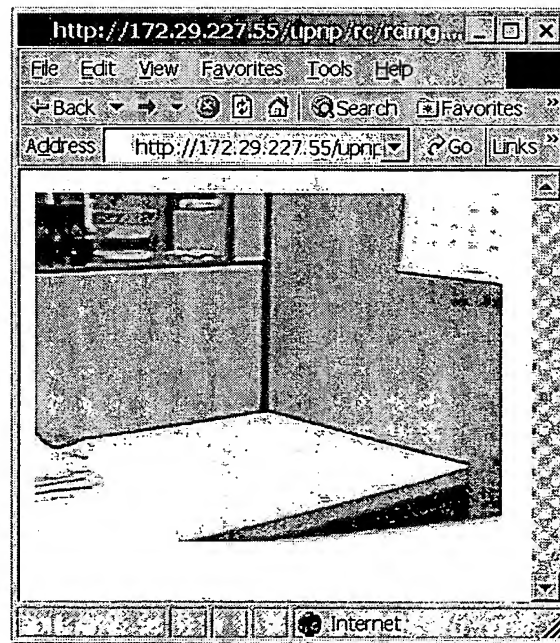 http://172.29.227.55/upnp/rc/rcimg....
File Edit View Favorites Tools Help
Back Search Favorites »
Address http://172.29.227.55/upnp Go Links »
Internet